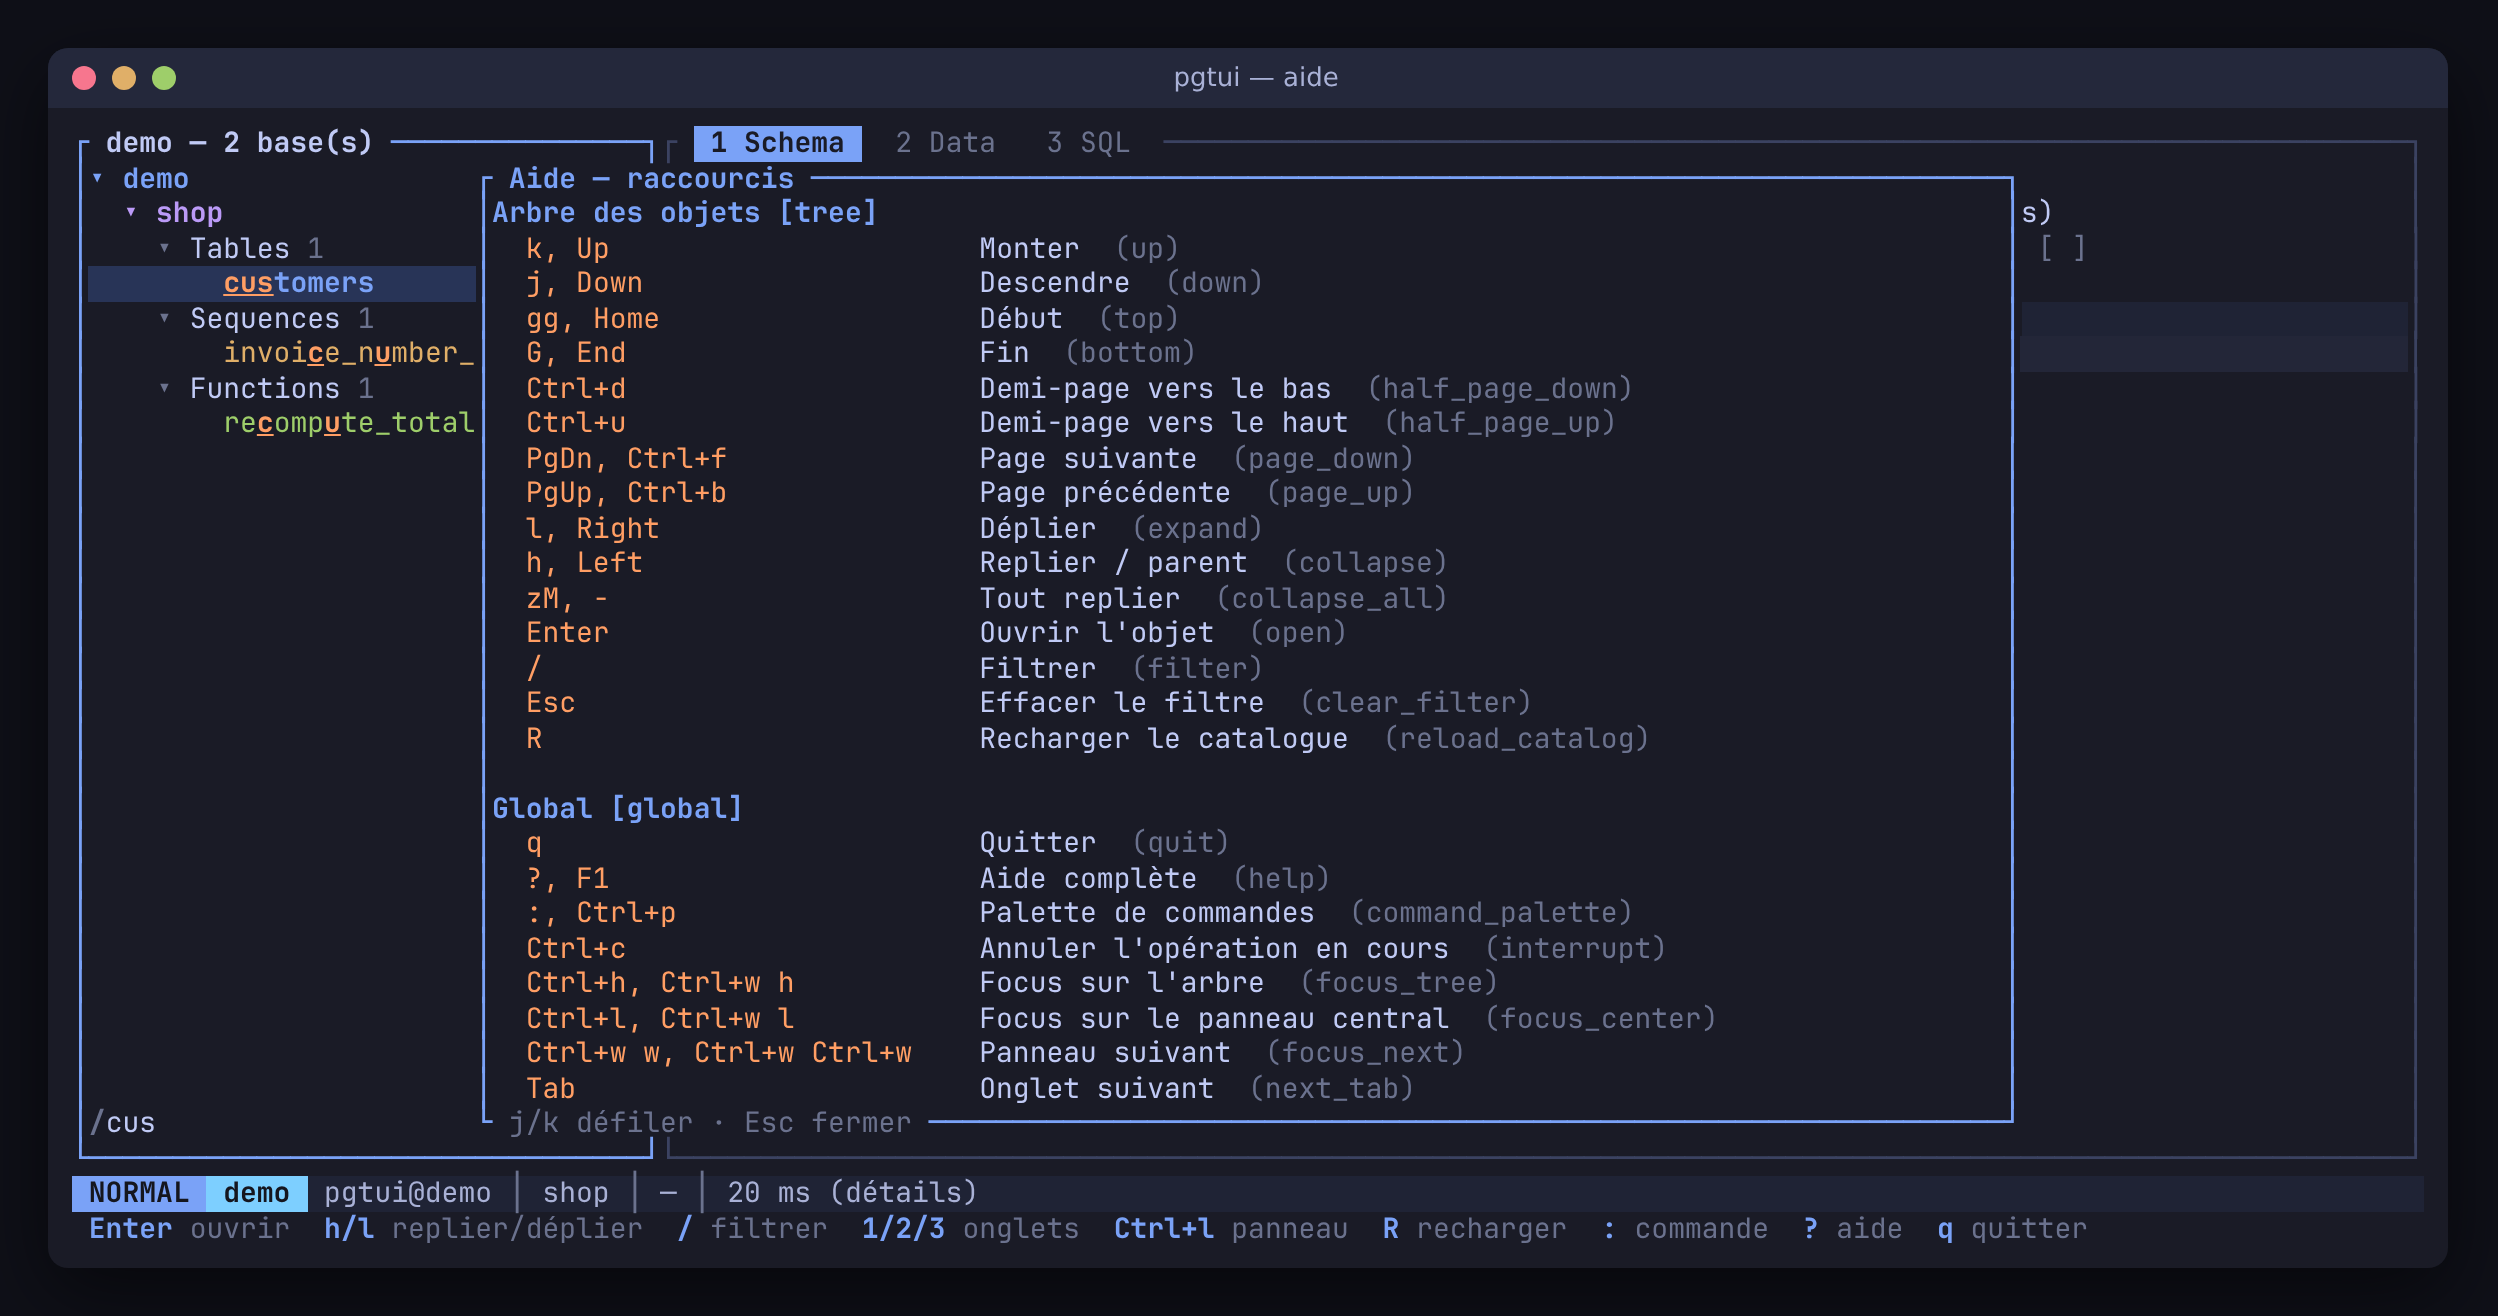 pgtui — aide
demo — 2 base(s)
1 Schema 2 Data 3 SQL
▾ demo
▾ shop
▾ Tables 1
customers
▾ Sequences 1
invoice_number_
▾ Functions 1
recompute_total
/cus
Aide — raccourcis
Arbre des objets [tree]
k, Up Monter (up)
j, Down Descendre (down)
gg, Home Début (top)
G, End Fin (bottom)
Ctrl+d Demi-page vers le bas (half_page_down)
Ctrl+u Demi-page vers le haut (half_page_up)
PgDn, Ctrl+f Page suivante (page_down)
PgUp, Ctrl+b Page précédente (page_up)
l, Right Déplier (expand)
h, Left Replier / parent (collapse)
zM, - Tout replier (collapse_all)
Enter Ouvrir l'objet (open)
/ Filtrer (filter)
Esc Effacer le filtre (clear_filter)
R Recharger le catalogue (reload_catalog)
Global [global]
q Quitter (quit)
?, F1 Aide complète (help)
:, Ctrl+p Palette de commandes (command_palette)
Ctrl+c Annuler l'opération en cours (interrupt)
Ctrl+h, Ctrl+w h Focus sur l'arbre (focus_tree)
Ctrl+l, Ctrl+w l Focus sur le panneau central (focus_center)
Ctrl+w w, Ctrl+w Ctrl+w Panneau suivant (focus_next)
Tab Onglet suivant (next_tab)
j/k défiler · Esc fermer
s)
[ ]
NORMAL demo pgtui@demo │ shop │ — │ 20 ms (détails)
Enter ouvrir h/l replier/déplier / filtrer 1/2/3 onglets Ctrl+l panneau R recharger : commande ? aide q quitter